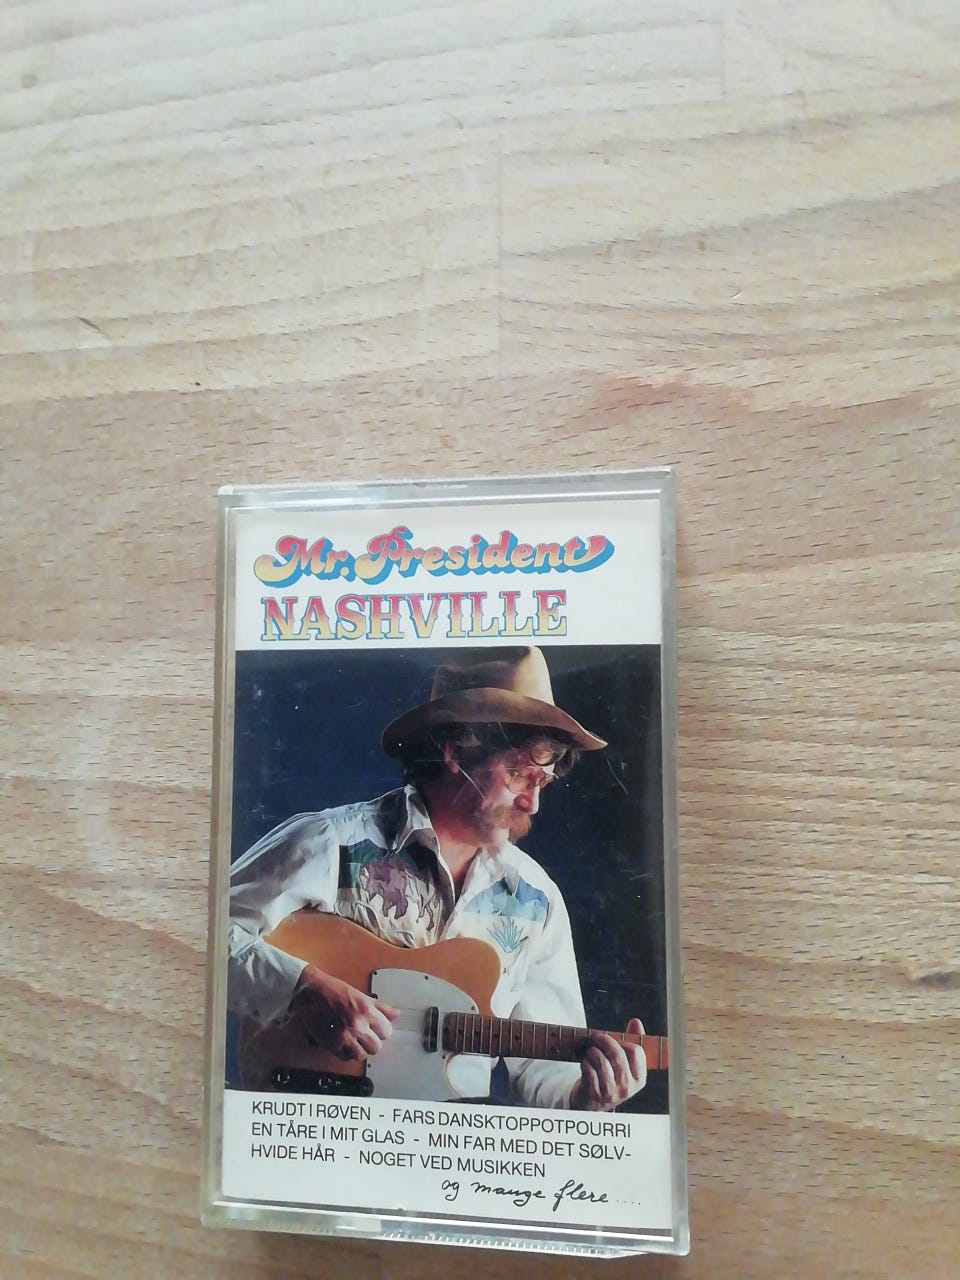 Mr. President
NASHVILLE
KRUDT I RØVEN - FARS DANSKTOPPOTPOURRI
EN TÅRE I MIT GLAS - MIN FAR MED DET SØLV-
HVIDE HÅR - NOGET VED MUSIKKEN
og mange flere ....